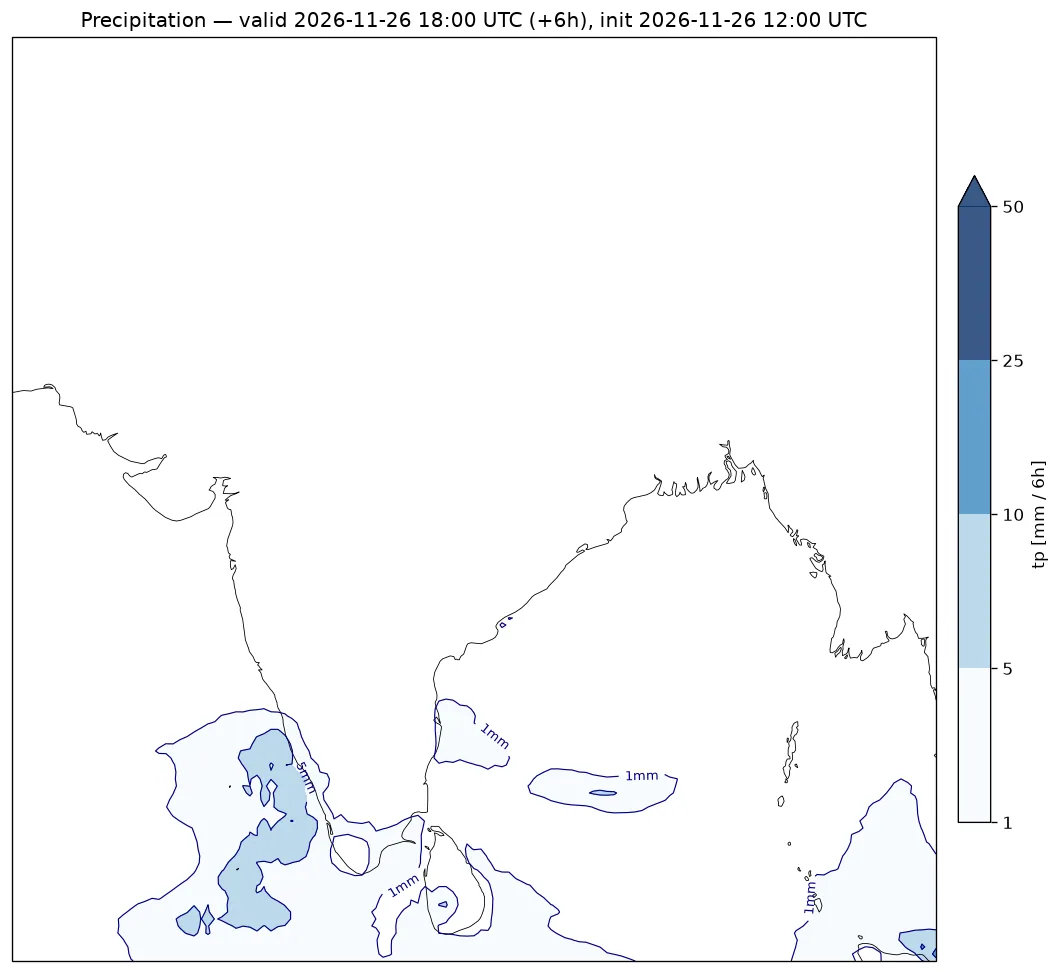 Precipitation — valid 2026-11-26 18:00 UTC (+6h), init 2026-11-26 12:00 UTC
50
25
10
5
1
tp [mm / 6h]
1mm
1mm
5mm
1mm
1mm